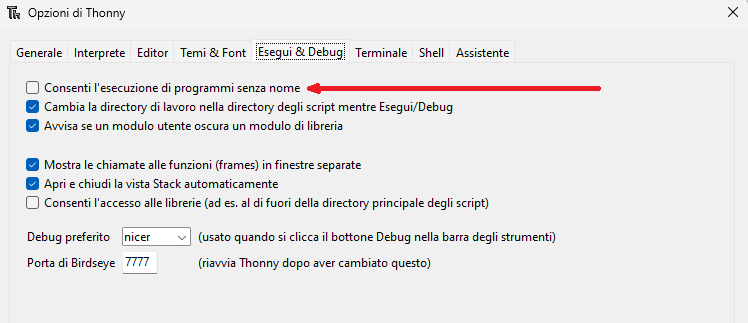 Opzioni di Thonny
Generale Interprete Editor Temi & Font Esegui & Debug Terminale Shell Assistente
Consenti l'esecuzione di programmi senza nome
Cambia la directory di lavoro nella directory degli script mentre Esegui/Debug
Avvisa se un modulo utente oscura un modulo di libreria
Mostra le chiamate alle funzioni (frames) in finestre separate
Apri e chiudi la vista Stack automaticamente
Consenti l'accesso alle librerie (ad es. al di fuori della directory principale degli script)
Debug preferito nicer (usato quando si clicca il bottone Debug nella barra degli strumenti)
Porta di Birdseye 7777 (riavvia Thonny dopo aver cambiato questo)